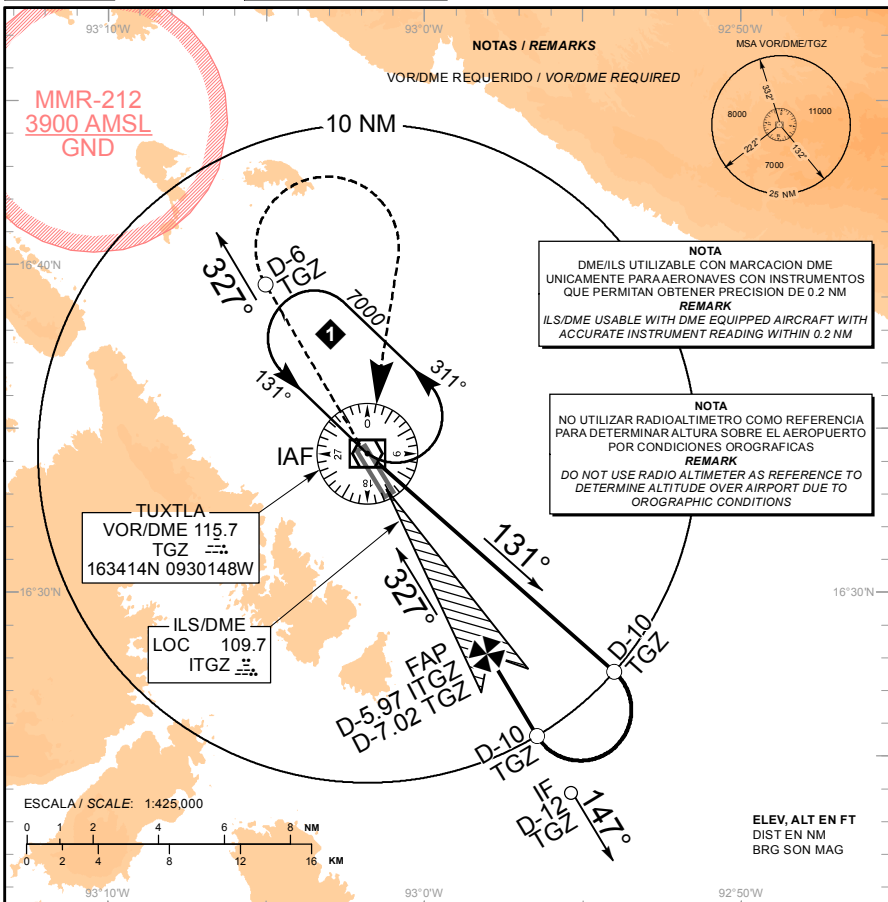 93°10'W
93°0'W
92°50'W
NOTAS / REMARKS
VOR/DME REQUERIDO / VOR/DME REQUIRED
MSA VOR/DME/TGZ
332°
8000
11000
222°
132°
7000
25 NM
MMR-212
3900 AMSL
GND
10 NM
16°40'N
16°40'N
D-6
TGZ
327°
7000
1
131°
311°
NOTA
DME/ILS UTILIZABLE CON MARCACION DME
UNICAMENTE PARA AERONAVES CON INSTRUMENTOS
QUE PERMITAN OBTENER PRECISION DE 0.2 NM
REMARK
ILS/DME USABLE WITH DME EQUIPPED AIRCRAFT WITH
ACCURATE INSTRUMENT READING WITHIN 0.2 NM
NOTA
NO UTILIZAR RADIOALTIMETRO COMO REFERENCIA
PARA DETERMINAR ALTURA SOBRE EL AEROPUERTO
POR CONDICIONES OROGRAFICAS
REMARK
DO NOT USE RADIO ALTIMETER AS REFERENCE TO
DETERMINE ALTITUDE OVER AIRPORT DUE TO
OROGRAPHIC CONDITIONS
IAF
0
9
18
27
TUXTLA
VOR/DME 115.7
TGZ
163414N 0930148W
131°
327°
16°30'N
16°30'N
ILS/DME
LOC 109.7
ITGZ
FAP
D-5.97 ITGZ
D-7.02 TGZ
D-10
TGZ
D-10
TGZ
IF
D-12
TGZ
147°
ESCALA / SCALE: 1:425,000
0 1 2 4 6 8 NM
0 2 4 8 12 16 KM
ELEV, ALT EN FT
DIST EN NM
BRG SON MAG
93°10'W
93°0'W
92°50'W